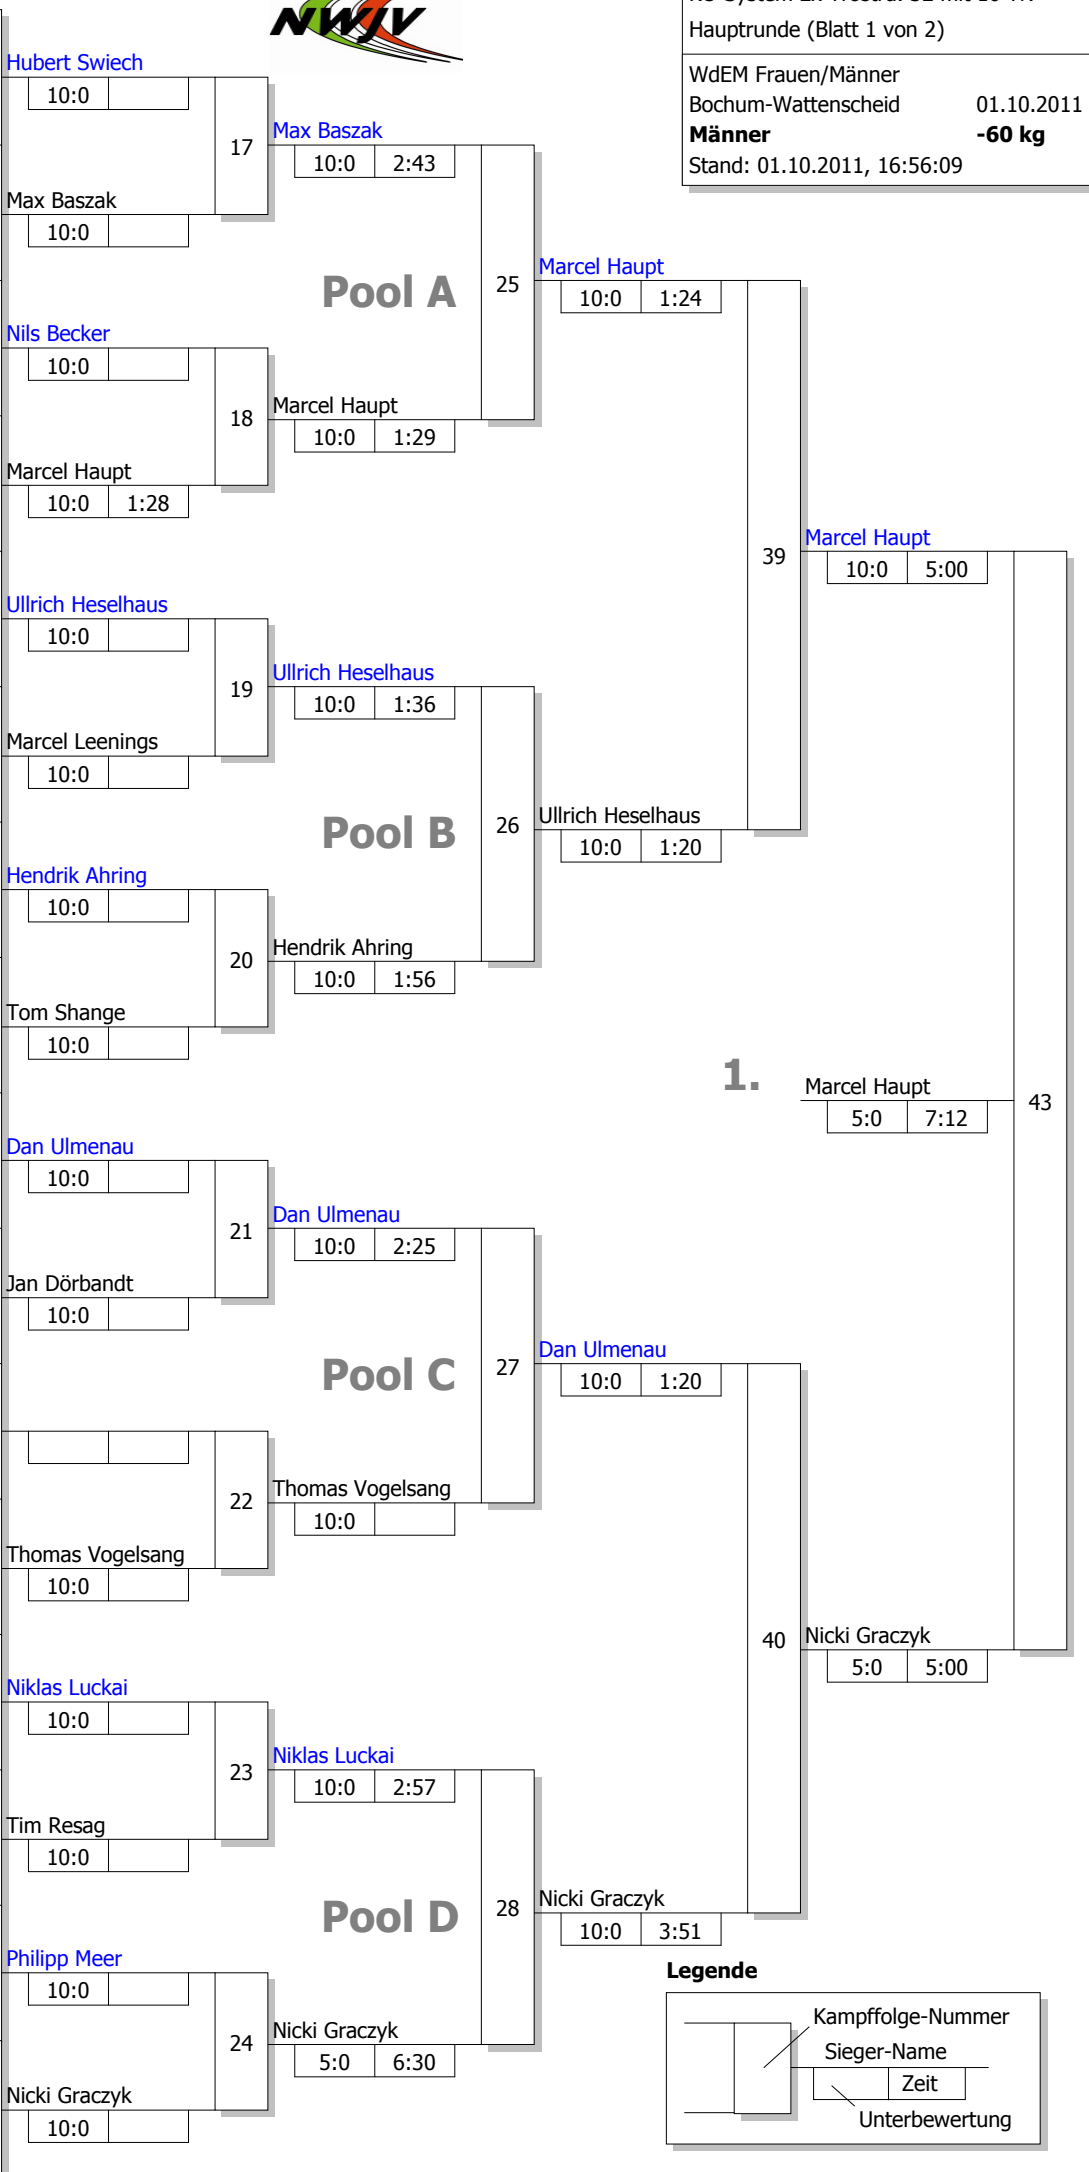 NWJV
Hauptrunde (Blatt 1 von 2)
WdEM Frauen/Männer
Bochum-Wattenscheid 01.10.2011
Männer -60 kg
Stand: 01.10.2011, 16:56:09
Hubert Swiech
10:0
17
Max Baszak
10:0 2:43
Max Baszak
10:0
Pool A
25
Marcel Haupt
10:0 1:24
Nils Becker
10:0
18
Marcel Haupt
10:0 1:29
Marcel Haupt
10:0 1:28
39
Marcel Haupt
10:0 5:00
Ullrich Heselhaus
10:0
19
Ullrich Heselhaus
10:0 1:36
Marcel Leenings
10:0
Pool B
26
Ullrich Heselhaus
10:0 1:20
Hendrik Ahring
10:0
20
Hendrik Ahring
10:0 1:56
Tom Shange
10:0
1.
Marcel Haupt
5:0 7:12
43
Dan Ulmenau
10:0
21
Dan Ulmenau
10:0 2:25
Jan Dörbandt
10:0
Pool C
27
Dan Ulmenau
10:0 1:20
22
Thomas Vogelsang
10:0
Thomas Vogelsang
10:0
40
Nicki Graczyk
5:0 5:00
Niklas Luckai
10:0
23
Niklas Luckai
10:0 2:57
Tim Resag
10:0
Pool D
28
Nicki Graczyk
10:0 3:51
Philipp Meer
10:0
24
Nicki Graczyk
5:0 6:30
Nicki Graczyk
10:0
Legende
Kampffolge-Nummer
Sieger-Name
Zeit
Unterbewertung